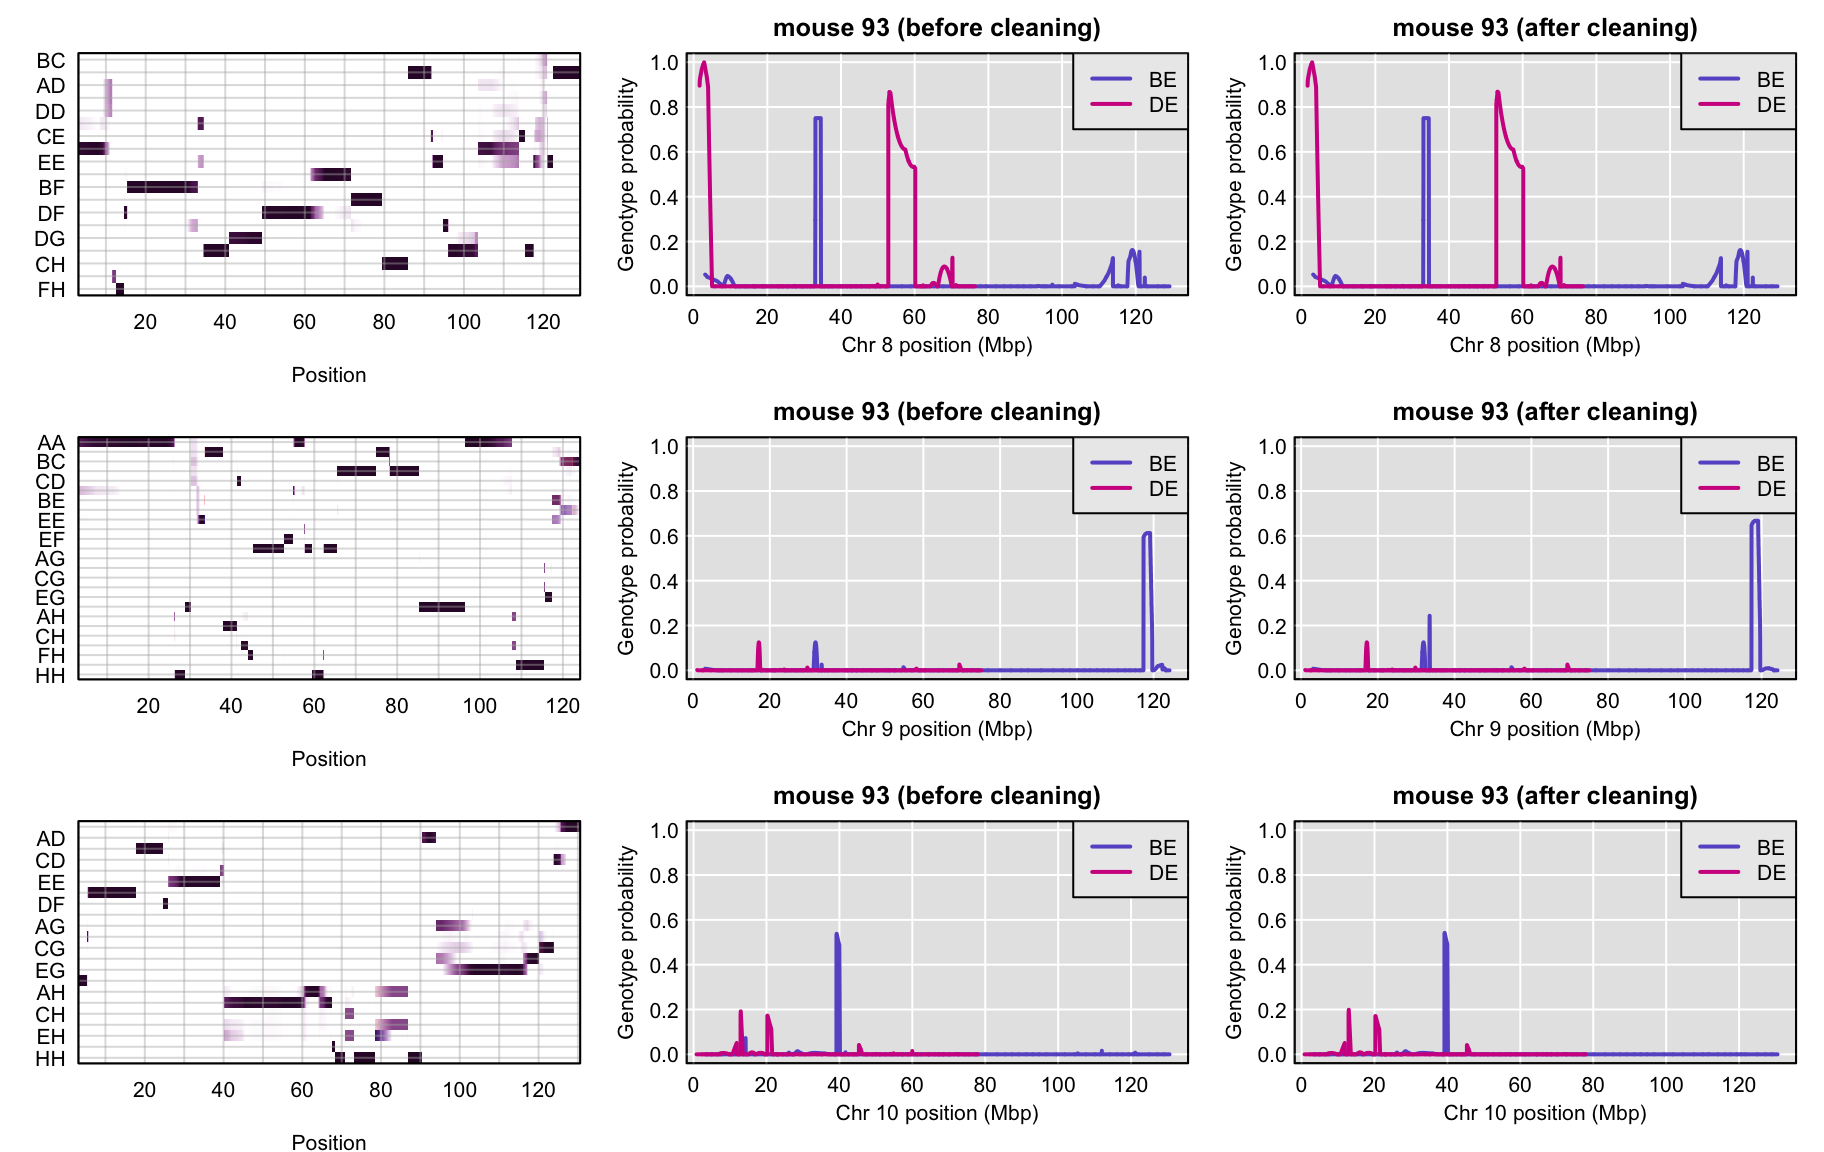 BC
AD
DD
CE
EE
BF
DF
DG
CH
FH
20 40 60 80 100 120
Position
mouse 93 (before cleaning)
Genotype probability
1.0
0.8
0.6
0.4
0.2
0.0
BE
DE
0 20 40 60 80 100 120
Chr 8 position (Mbp)
mouse 93 (after cleaning)
Genotype probability
1.0
0.8
0.6
0.4
0.2
0.0
BE
DE
0 20 40 60 80 100 120
Chr 8 position (Mbp)
AA
BC
CD
BE
EE
EF
AG
CG
EG
AH
CH
FH
HH
20 40 60 80 100 120
Position
mouse 93 (before cleaning)
Genotype probability
1.0
0.8
0.6
0.4
0.2
0.0
BE
DE
0 20 40 60 80 100 120
Chr 9 position (Mbp)
mouse 93 (after cleaning)
Genotype probability
1.0
0.8
0.6
0.4
0.2
0.0
BE
DE
0 20 40 60 80 100 120
Chr 9 position (Mbp)
AD
CD
EE
DF
AG
CG
EG
AH
CH
EH
HH
20 40 60 80 100 120
Position
mouse 93 (before cleaning)
Genotype probability
1.0
0.8
0.6
0.4
0.2
0.0
BE
DE
0 20 40 60 80 100 120
Chr 10 position (Mbp)
mouse 93 (after cleaning)
Genotype probability
1.0
0.8
0.6
0.4
0.2
0.0
BE
DE
0 20 40 60 80 100 120
Chr 10 position (Mbp)